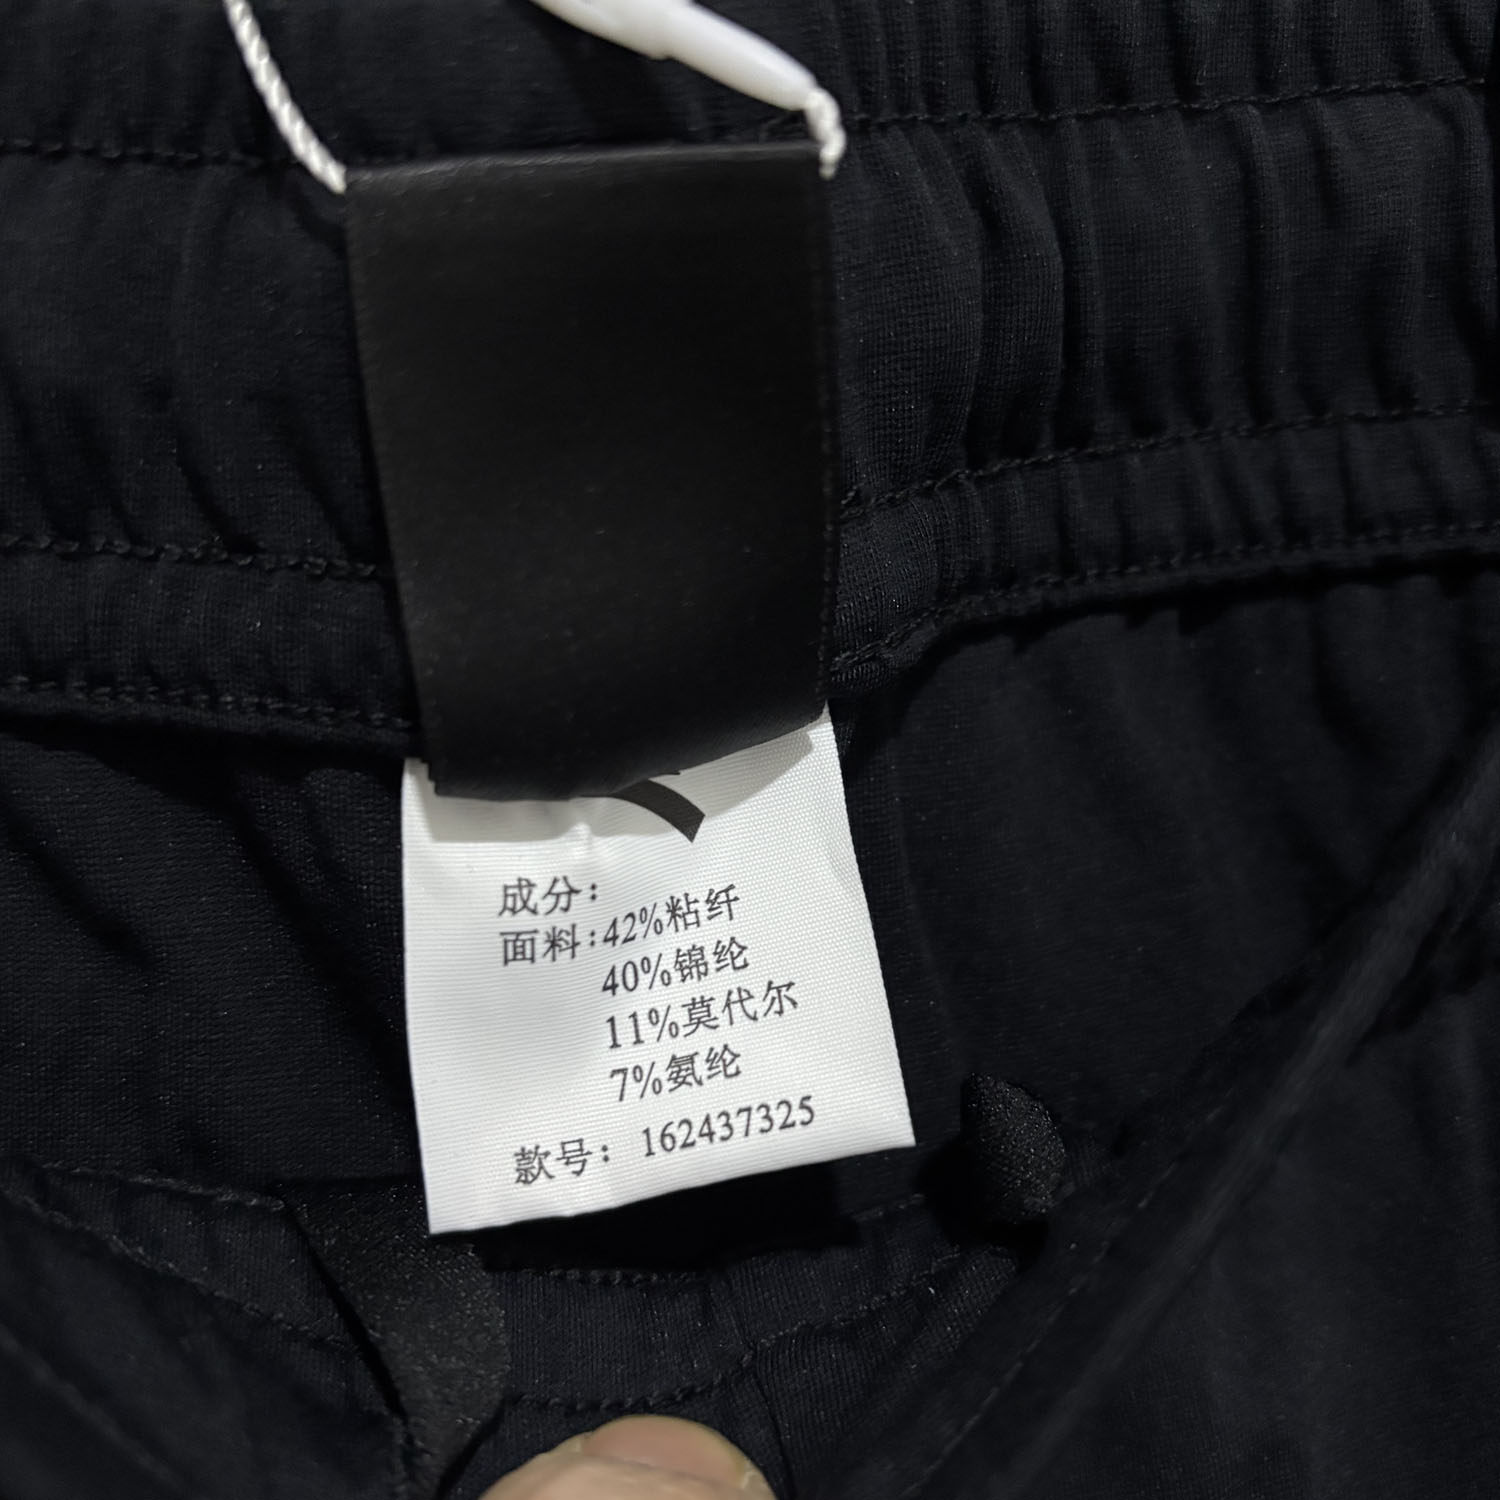 成分:
面料:42%粘纤
40%锦纶
11%莫代尔
7%氨纶
款号: 162437325